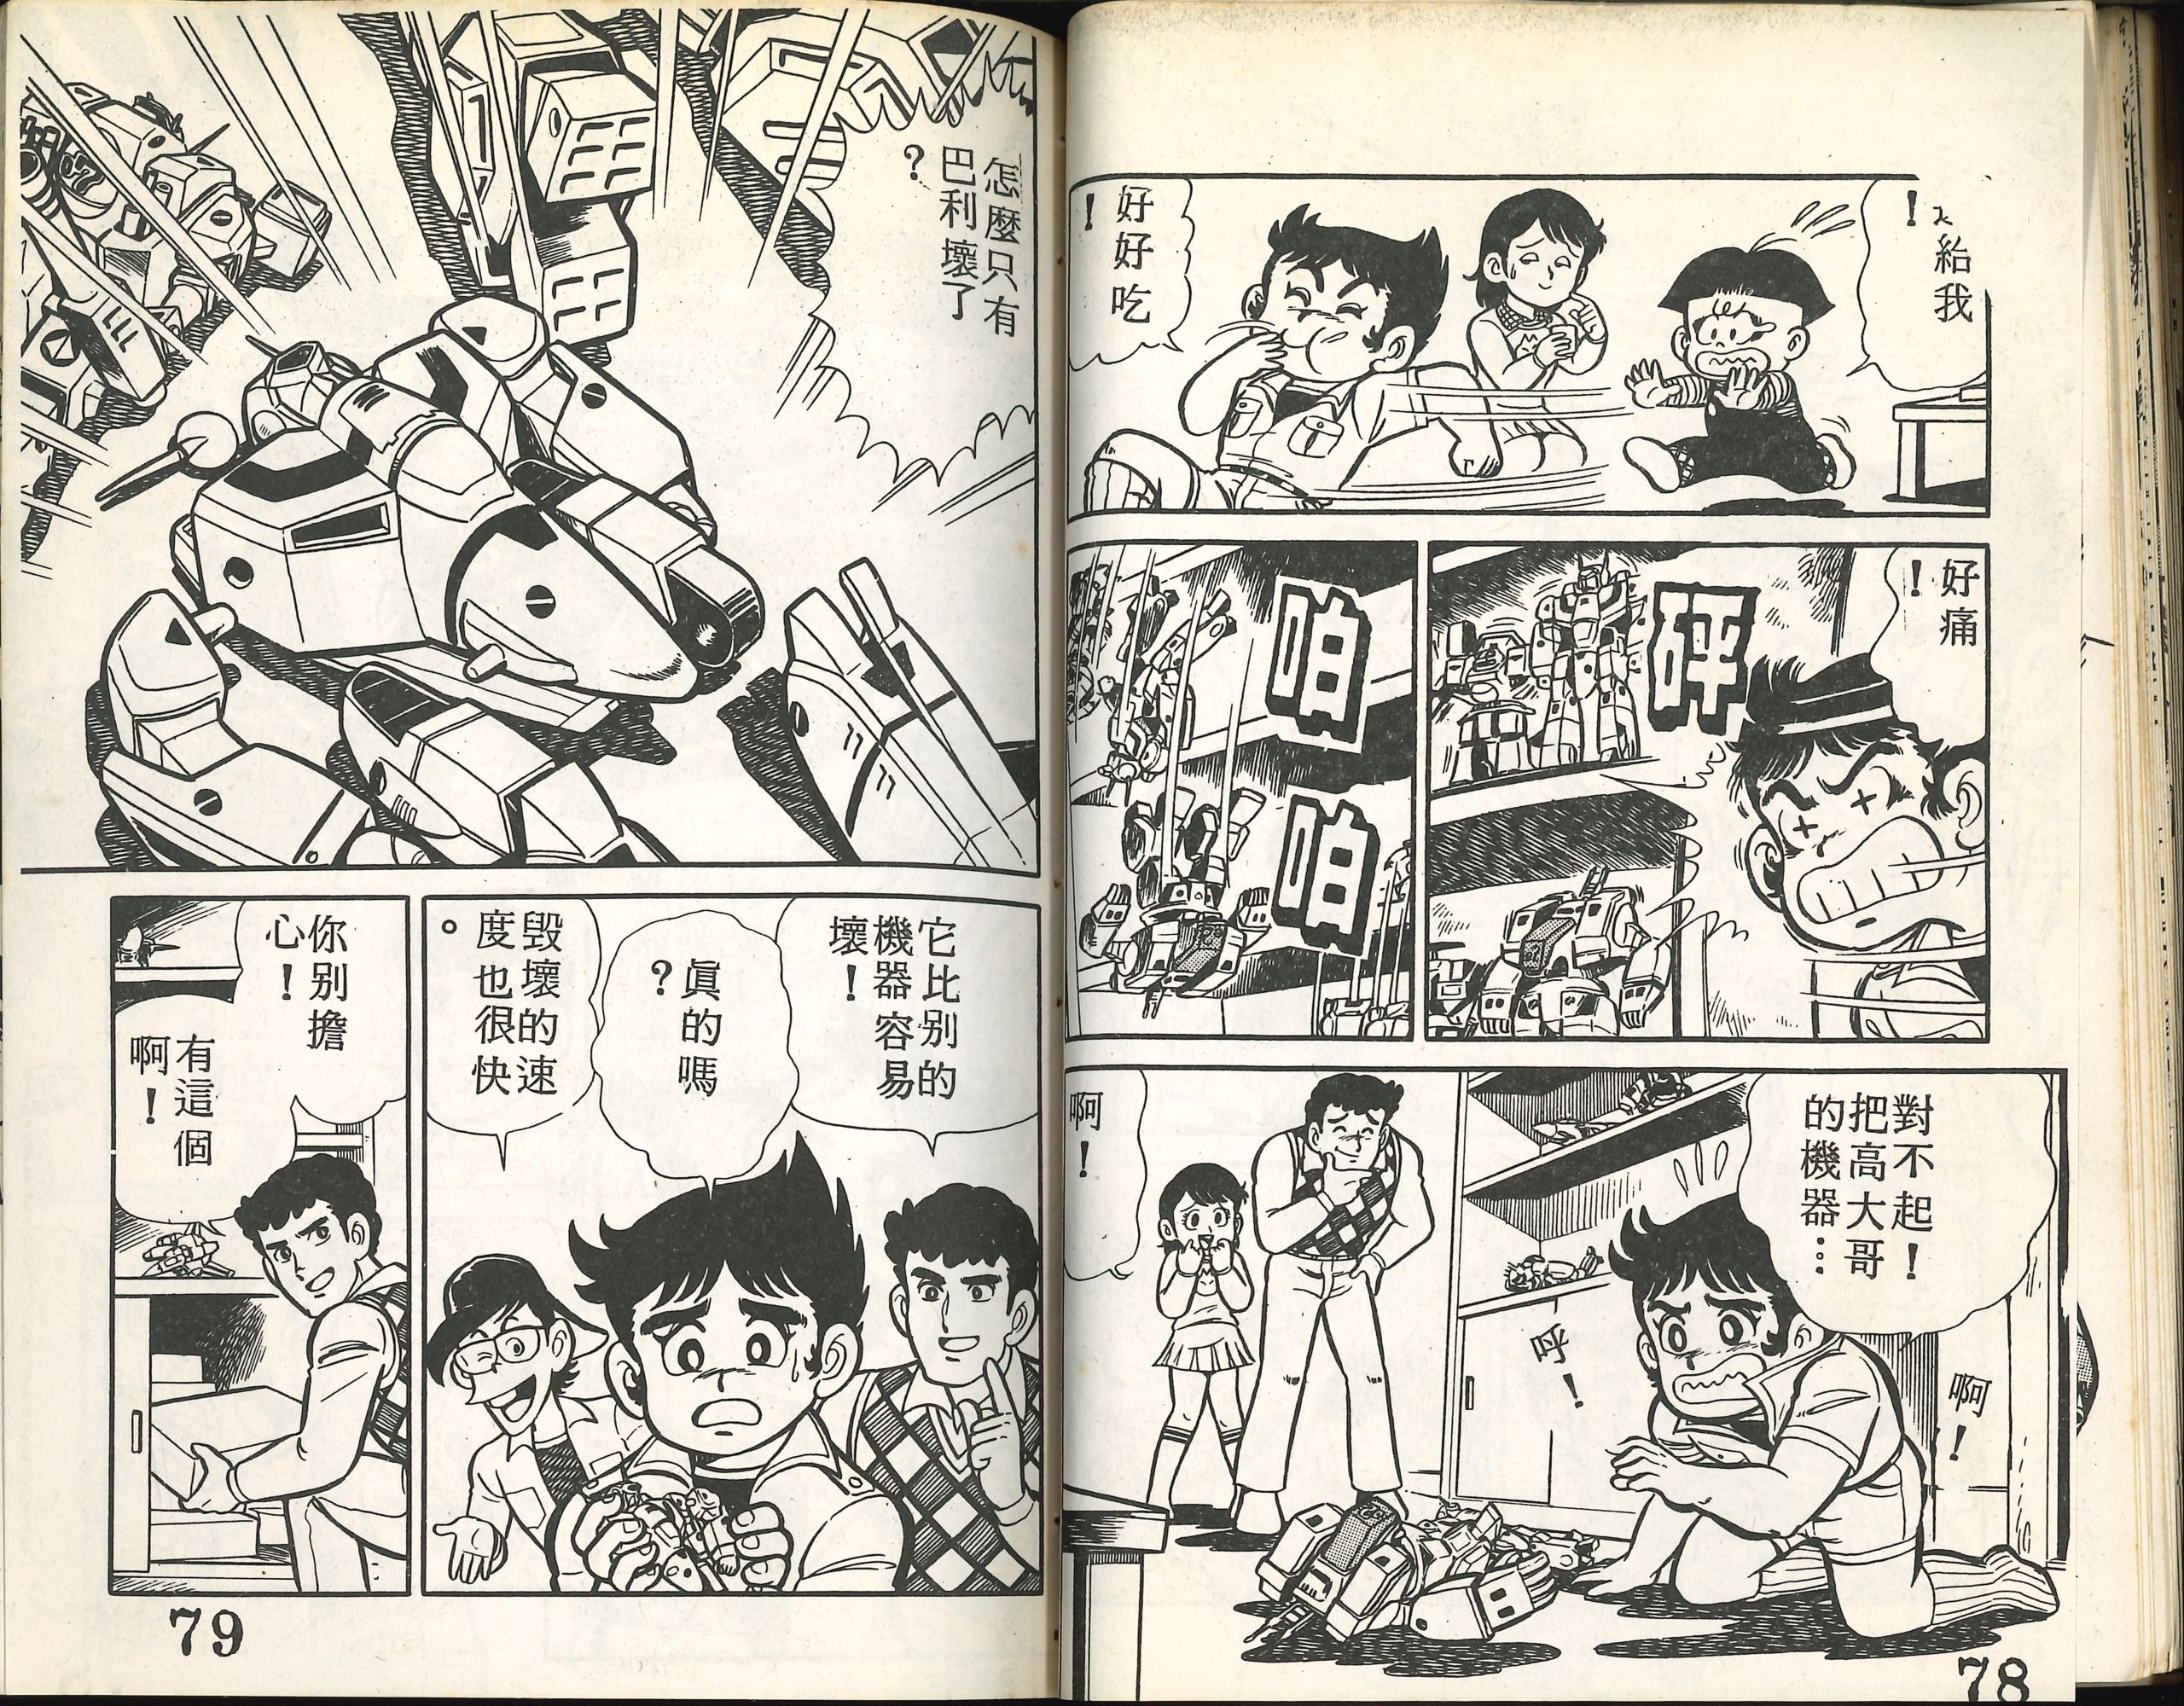 給我
！
好好吃
！
好痛
！
砰
咱
咱
對不起！
把高大哥
的機器…
啊！
呼！
啊！
78
怎麼只有
巴利壞了
？
它比別的
機器容易
壞！
真的嗎
？
毀壞的速
度也很快
。
你別擔
心！
有這個
啊！
79